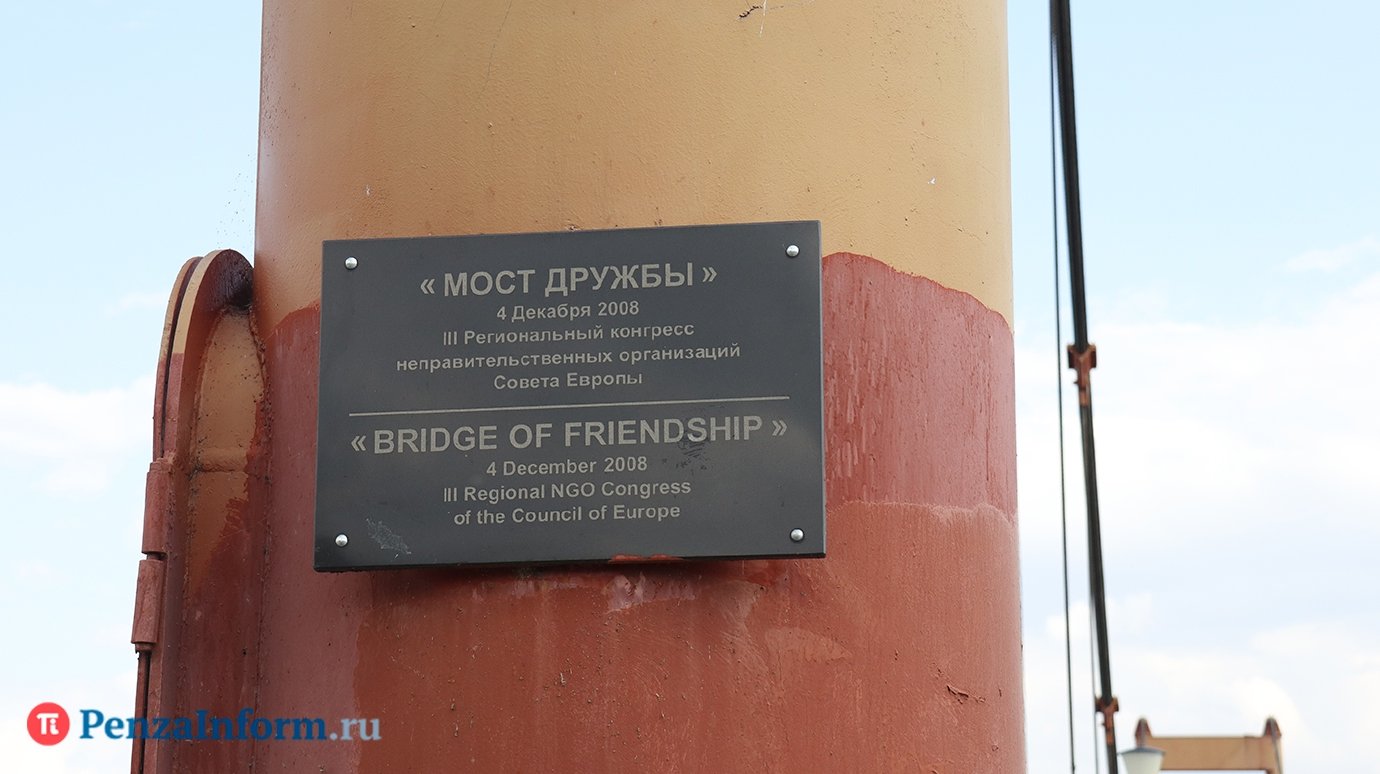 « МОСТ ДРУЖБЫ »
4 Декабря 2008
III Региональный конгресс
неправительственных организаций
Совета Европы
« BRIDGE OF FRIENDSHIP »
4 December 2008
III Regional NGO Congress
of the Council of Europe
PenzaInform.ru